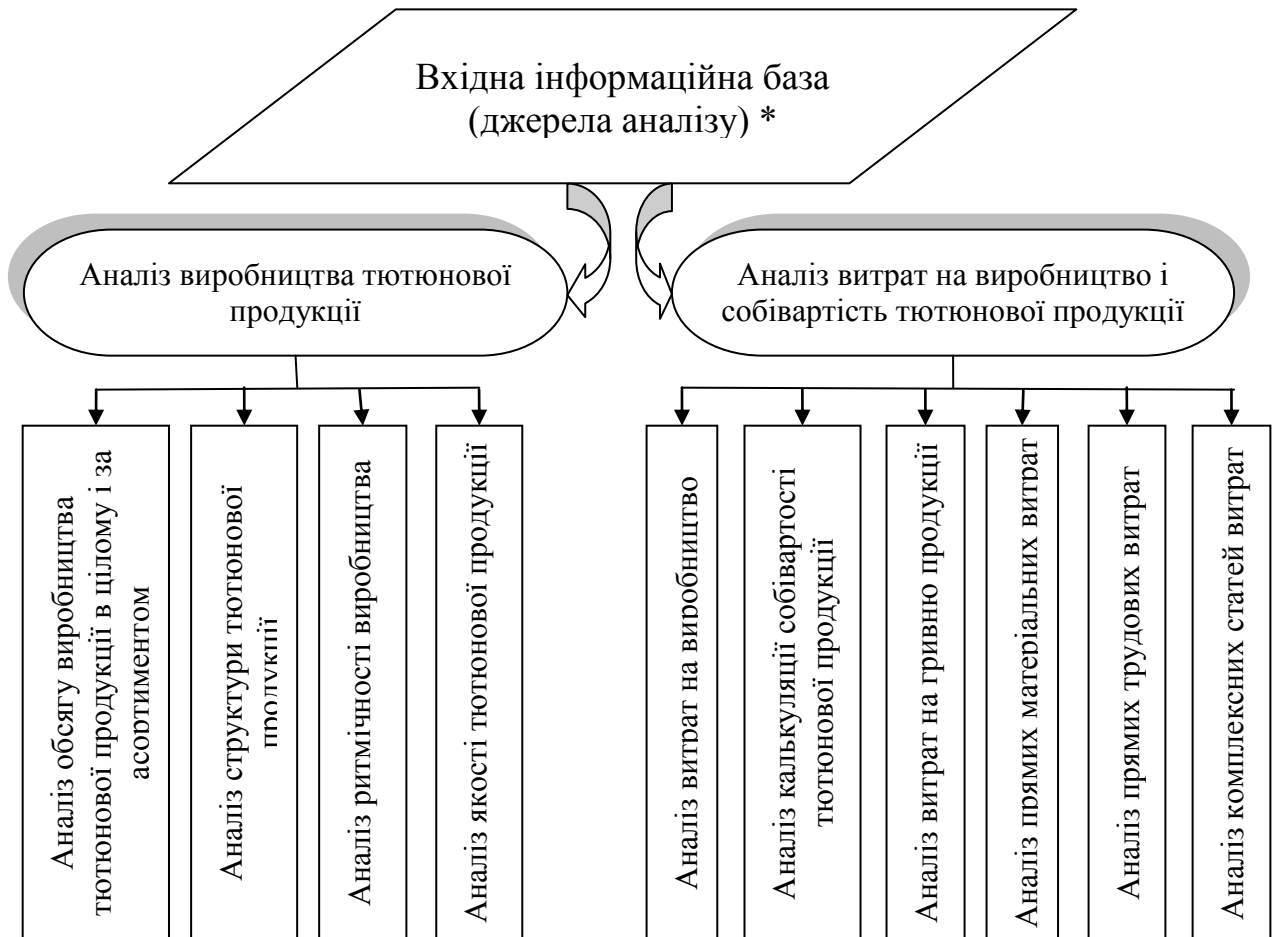 Вхідна інформаційна база
(джерела аналізу) *
Аналіз виробництва тютюнової
продукції
Аналіз витрат на виробництво і
собівартість тютюнової продукції
Аналіз обсягу виробництва
тютюнової продукції в цілому і за
асортиментом
Аналіз структури тютюнової
продукції
Аналіз ритмічності виробництва
Аналіз якості тютюнової продукції
Аналіз витрат на виробництво
Аналіз калькуляції собівартості
тютюнової продукції
Аналіз витрат на гривню продукції
Аналіз прямих матеріальних витрат
Аналіз прямих трудових витрат
Аналіз комплексних статей витрат